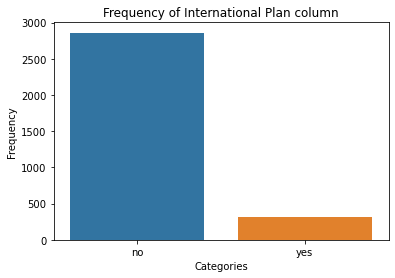 Frequency of International Plan column
3000
2500
2000
1500
1000
500
0
Frequency
no yes
Categories